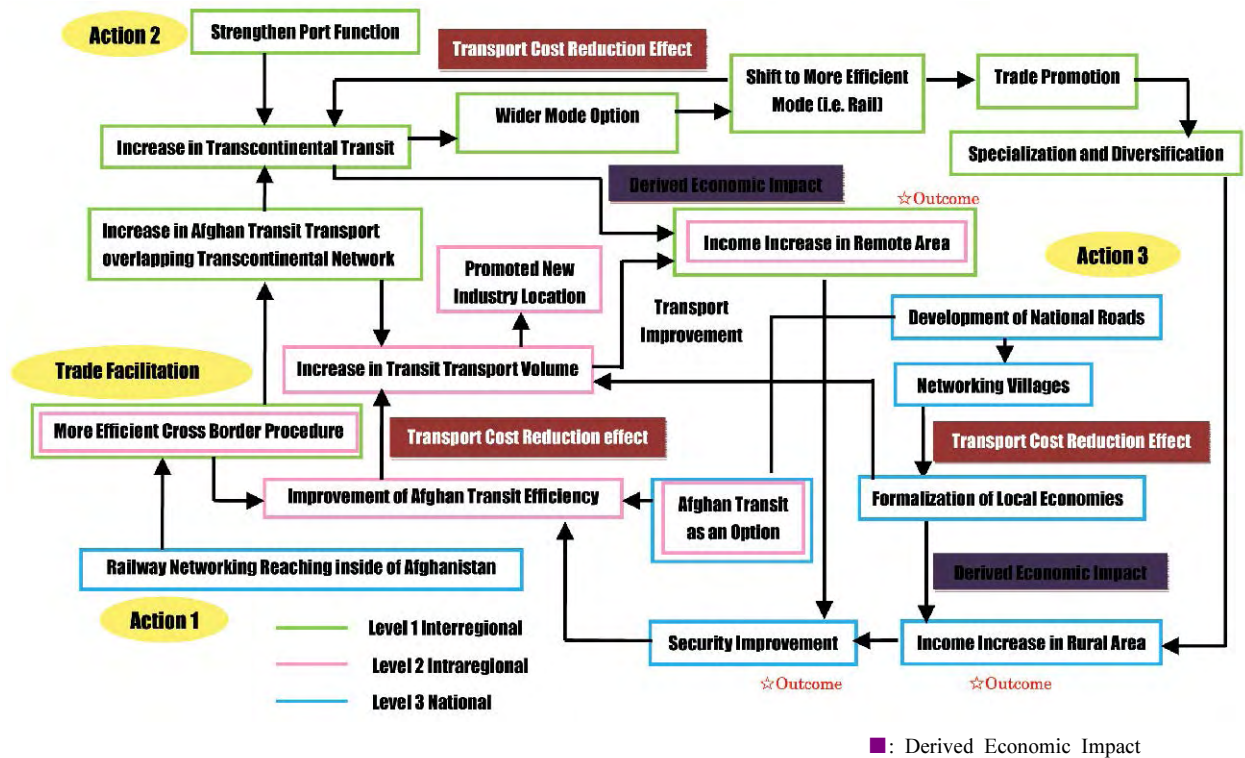 Action 2
Strengthen Port Function
Transport Cost Reduction Effect
Shift to More Efficient
Mode (i.e. Rail)
Trade Promotion
Wider Mode Option
Increase in Transcontinental Transit
Specialization and Diversification
Derived Economic Impact
☆Outcome
Increase in Afghan Transit Transport
overlapping Transcontinental Network
Income Increase in Remote Area
Action 3
Promoted New
Industry Location
Transport
Improvement
Development of National Roads
Trade Facilitation
Increase in Transit Transport Volume
Networking Villages
More Efficient Cross Border Procedure
Transport Cost Reduction effect
Transport Cost Reduction Effect
Improvement of Afghan Transit Efficiency
Afghan Transit
as an Option
Formalization of Local Economies
Railway Networking Reaching inside of Afghanistan
Derived Economic Impact
Action 1
Level 1 Interregional
Security Improvement
Income Increase in Rural Area
Level 2 Intraregional
☆Outcome
☆Outcome
Level 3 National
■: Derived Economic Impact